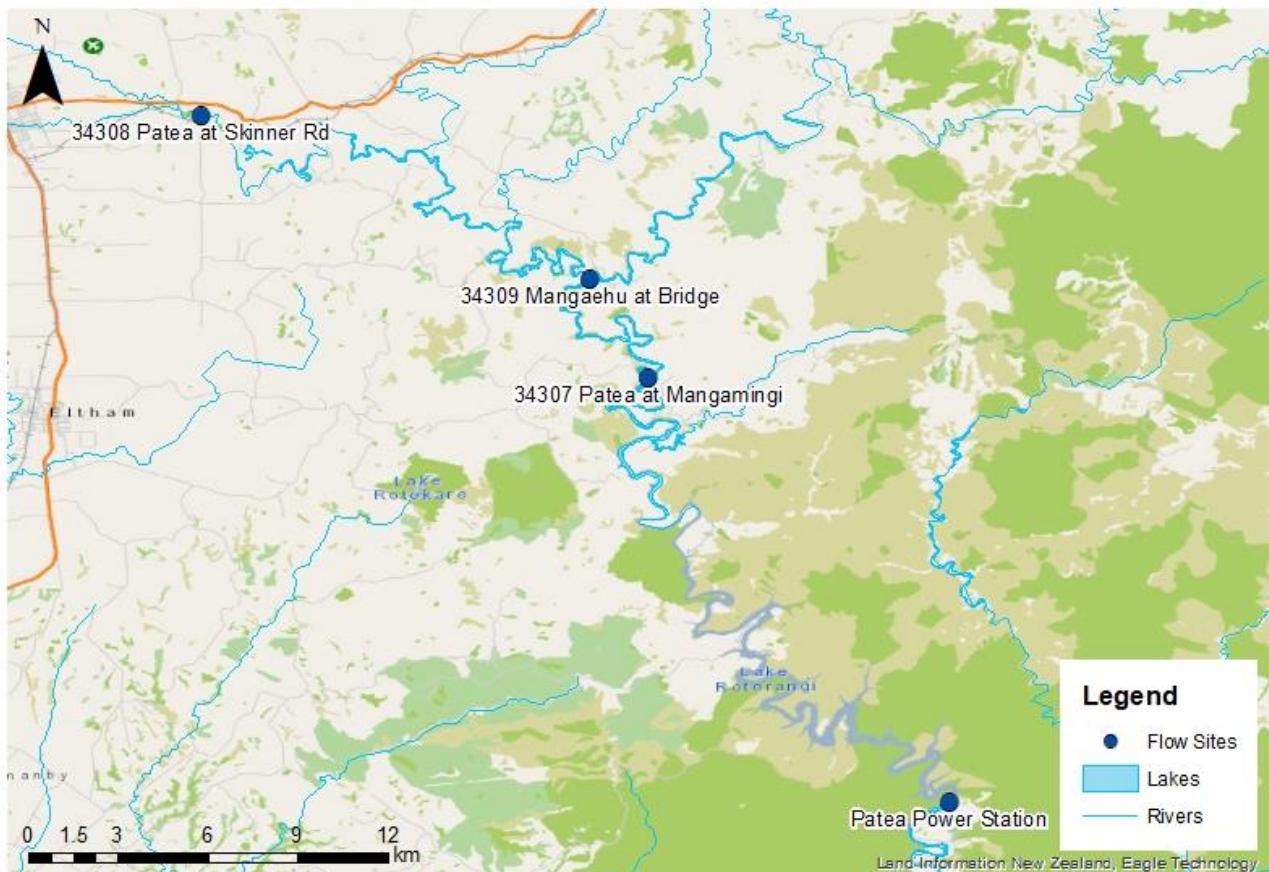 N
34308 Patea at Skinner Rd
34309 Mangaehu at Bridge
34307 Patea at Mangamingi
Eltham
Lake
Rotokare
Lake
Rotorangi
Legend
Flow Sites
Lakes
Rivers
nanby
Patea Power Station
0 1.5 3 6 9 12
km
Land Information New Zealand, Eagle Technology